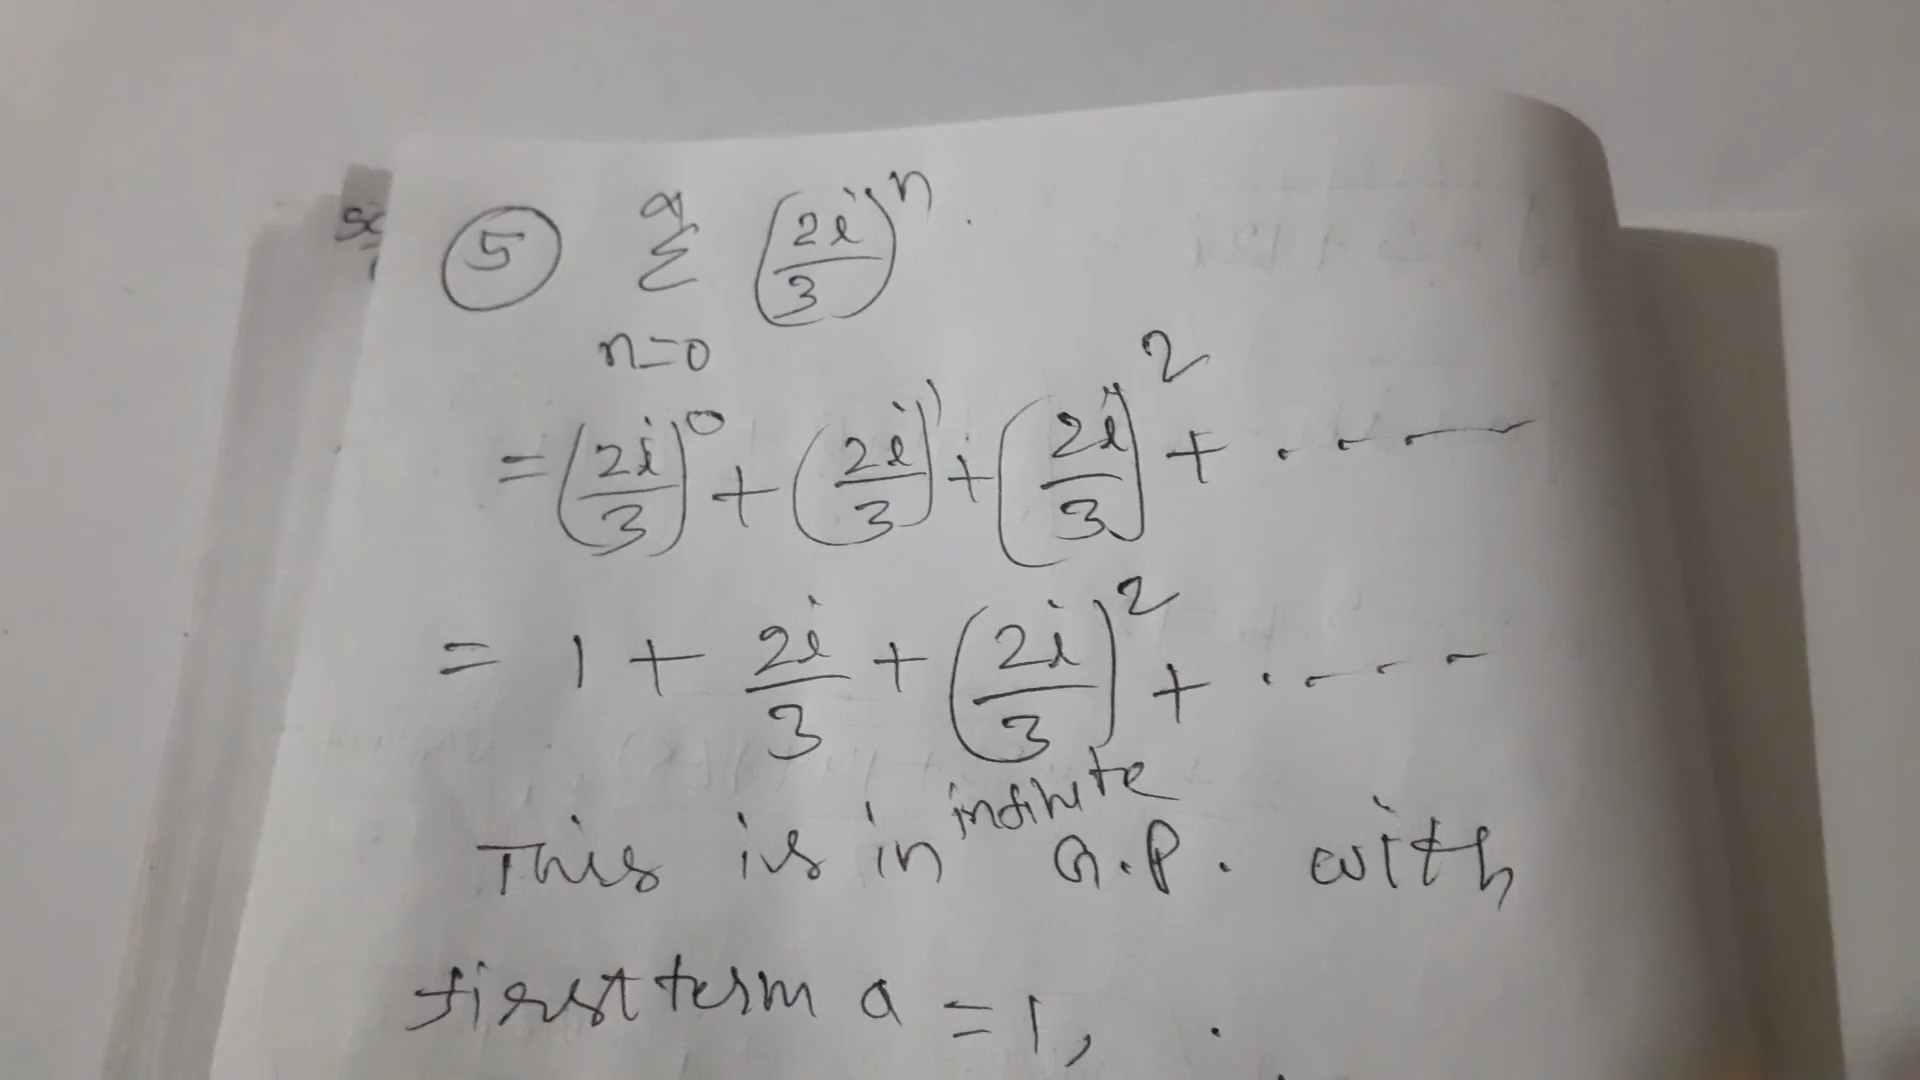 5 ∑ (2i/3)^n.
n=0
= (2i/3)^0 + (2i/3)^1 + (2i/3)^2 + .....
= 1 + 2i/3 + (2i/3)^2 + .....
infinite
This is in G.P. with
first term a = 1,